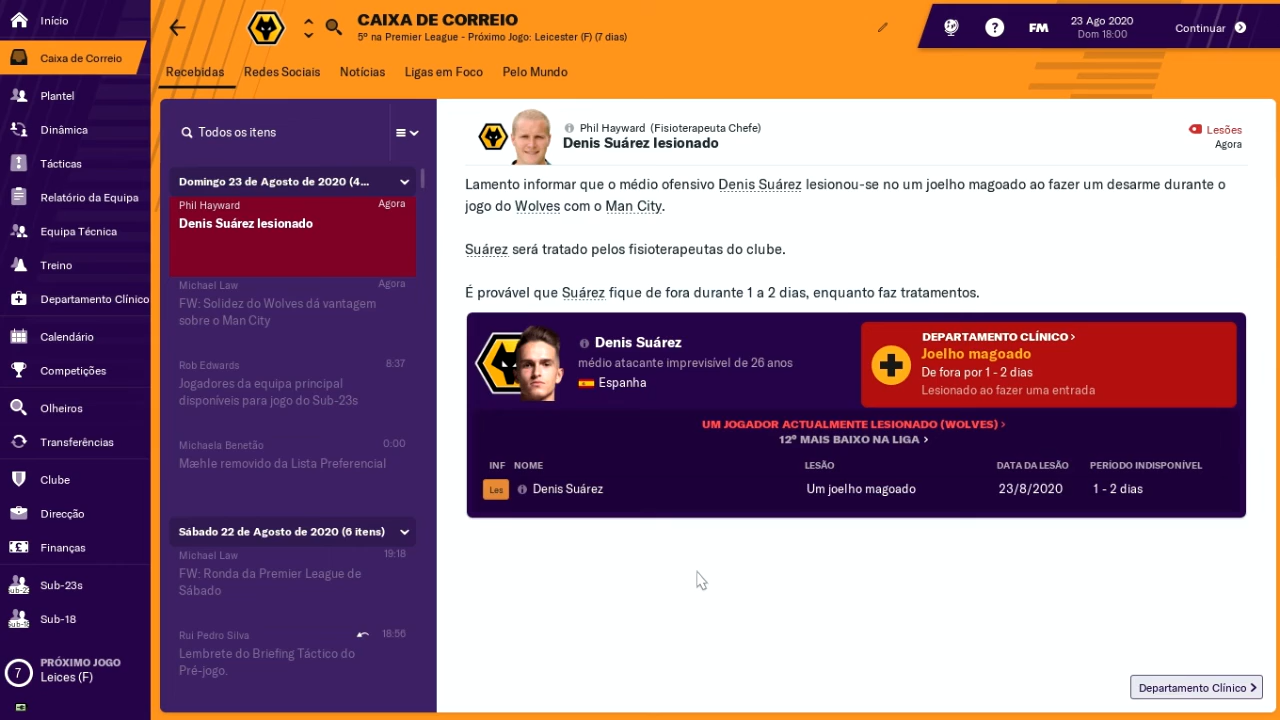 Início
Caixa de Correio
Plantel
Dinâmica
Tácticas
Relatório da Equipa
Equipa Técnica
Treino
Departamento Clínico
Calendário
Competições
Olheiros
Transferências
Clube
Direcção
Finanças
Sub-23s
Sub-18
PRÓXIMO JOGO
7
Leices (F)
CAIXA DE CORREIO
5º na Premier League - Próximo Jogo: Leicester (F) (7 dias)
?
FM
23 Ago 2020
Dom 18:00
Continuar
Recebidas
Redes Sociais
Notícias
Ligas em Foco
Pelo Mundo
Todos os itens
Domingo 23 de Agosto de 2020 (4...
Phil Hayward Agora
Denis Suárez lesionado
Michael Law Agora
FW: Solidez do Wolves dá vantagem
sobre o Man City
Rob Edwards 8:37
Jogadores da equipa principal
disponíveis para jogo do Sub-23s
Michaela Benetão 0:00
Mæhle removido da Lista Preferencial
Sábado 22 de Agosto de 2020 (6 itens)
Michael Law 19:18
FW: Ronda da Premier League de
Sábado
Rui Pedro Silva 18:56
Lembrete do Briefing Táctico do
Pré-jogo.
Phil Hayward (Fisioterapeuta Chefe)
Denis Suárez lesionado
Lesões
Agora
Lamento informar que o médio ofensivo Denis Suárez lesionou-se no um joelho magoado ao fazer um desarme durante o
jogo do Wolves com o Man City.
Suárez será tratado pelos fisioterapeutas do clube.
É provável que Suárez fique de fora durante 1 a 2 dias, enquanto faz tratamentos.
Denis Suárez
médio atacante imprevisível de 26 anos
Espanha
DEPARTAMENTO CLÍNICO >
Joelho magoado
De fora por 1 - 2 dias
Lesionado ao fazer uma entrada
UM JOGADOR ACTUALMENTE LESIONADO (WOLVES) >
12º MAIS BAIXO NA LIGA >
INF NOME LESÃO DATA DA LESÃO PERÍODO INDISPONÍVEL
Les Denis Suárez Um joelho magoado 23/8/2020 1 - 2 dias
Departamento Clínico >